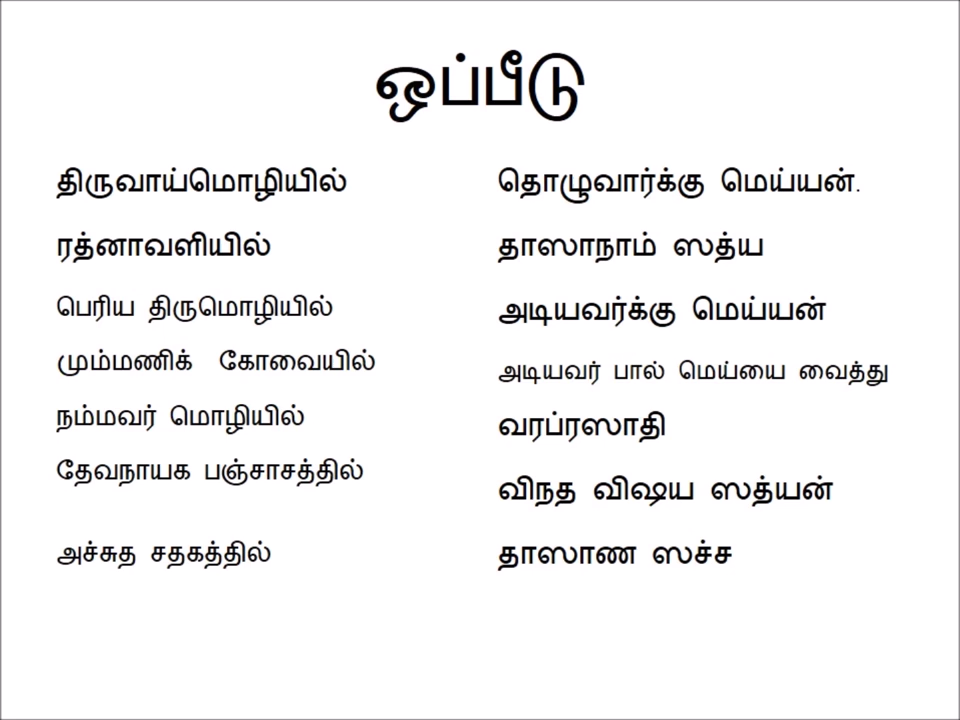 ஒப்பீடு
திருவாய்மொழியில்
ரத்னாவளியில்
பெரிய திருமொழியில்
மும்மணிக் கோவையில்
நம்மவர் மொழியில்
தேவநாயக பஞ்சாசத்தில்
அச்சுத சதகத்தில்
தொழுவார்க்கு மெய்யன்.
தாஸாநாம் ஸத்ய
அடியவர்க்கு மெய்யன்
அடியவர் பால் மெய்யை வைத்து
வரப்ரஸாதி
விநத விஷய ஸத்யன்
தாஸாண ஸச்ச